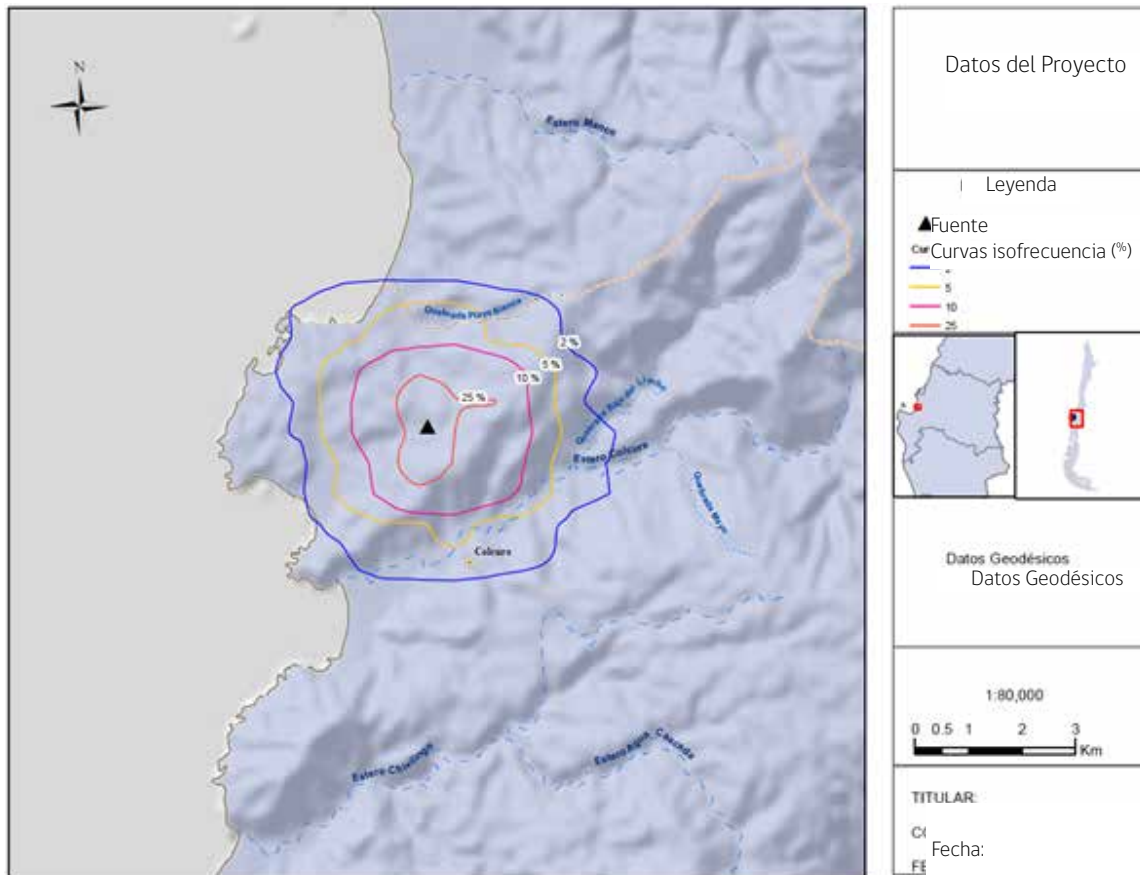 N
Estero Manco
Quebrada Playa Blanca
2 %
5 %
10 %
25 %
Estero Colcura
Colcura
Estero Agua Cascada
Datos del Proyecto
Leyenda
Fuente
Curvas isofrecuencia (%)
5
10
25
Datos Geodésicos
Datos Geodésicos
1:80,000
0 0.5 1 2 3
Km
TITULAR:
Fecha: